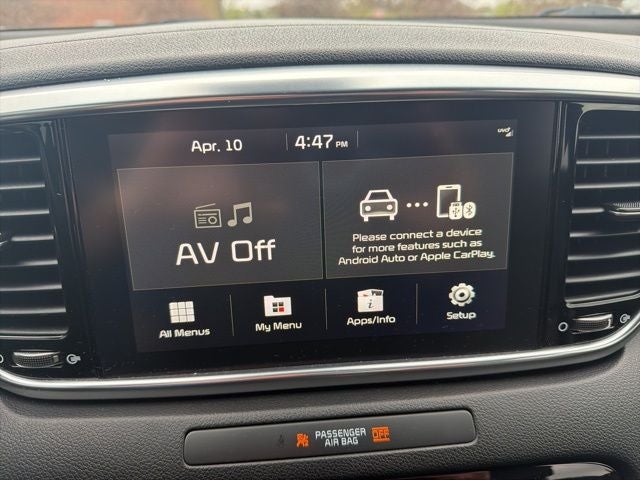 Apr. 10
4:47 PM
UVO
AV Off
Please connect a device
for more features such as
Android Auto or Apple CarPlay.
All Menus
My Menu
Apps/Info
Setup
PASSENGER
AIR BAG
OFF